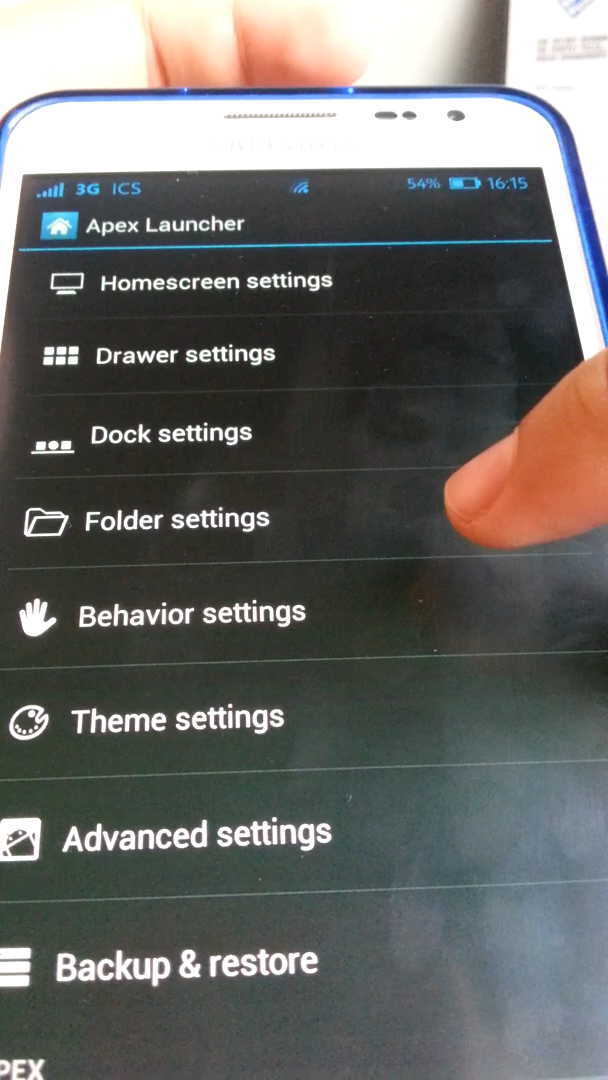 3G iCS 54% 16:15
Apex Launcher
Homescreen settings
Drawer settings
Dock settings
Folder settings
Behavior settings
Theme settings
Advanced settings
Backup & restore
PEX